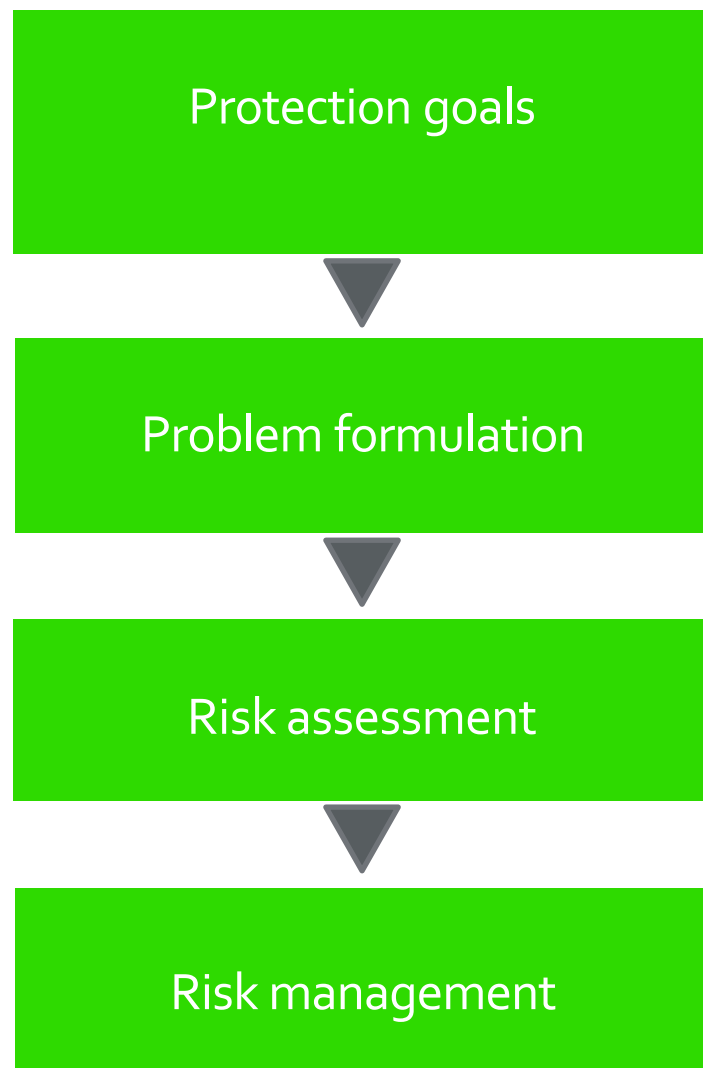 Protection goals
Problem formulation
Risk assessment
Risk management